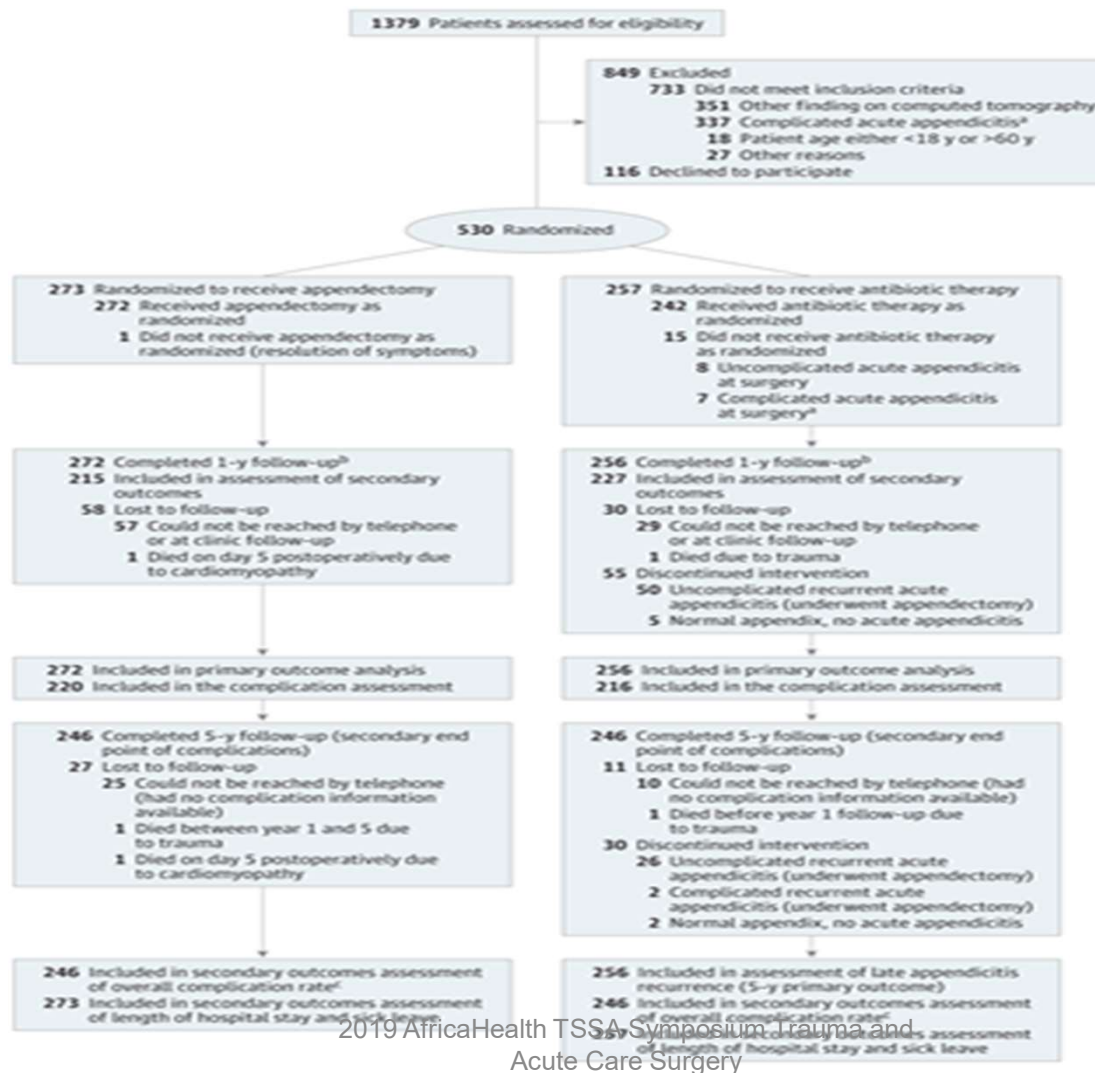 1379 Patients assessed for eligibility
849 Excluded
733 Did not meet inclusion criteria
351 Other finding on computed tomography
337 Complicated acute appendicitisᵃ
18 Patient age either <18 y or >60 y
27 Other reasons
116 Declined to participate
530 Randomized
273 Randomized to receive appendectomy
272 Received appendectomy as
randomized
1 Did not receive appendectomy as
randomized (resolution of symptoms)
257 Randomized to receive antibiotic therapy
242 Received antibiotic therapy as
randomized
15 Did not receive antibiotic therapy
as randomized
8 Uncomplicated acute appendicitis
at surgery
7 Complicated acute appendicitis
at surgeryᵃ
272 Completed 1-y follow-upᵇ
215 Included in assessment of secondary
outcomes
58 Lost to follow-up
57 Could not be reached by telephone
or at clinic follow-up
1 Died on day 5 postoperatively due
to cardiomyopathy
256 Completed 1-y follow-upᵇ
227 Included in assessment of secondary
outcomes
30 Lost to follow-up
29 Could not be reached by telephone
or at clinic follow-up
1 Died due to trauma
55 Discontinued intervention
50 Uncomplicated recurrent acute
appendicitis (underwent appendectomy)
5 Normal appendix, no acute appendicitis
272 Included in primary outcome analysis
220 Included in the complication assessment
256 Included in primary outcome analysis
216 Included in the complication assessment
246 Completed 5-y follow-up (secondary end
point of complications)
27 Lost to follow-up
25 Could not be reached by telephone
(had no complication information
available)
1 Died between year 1 and 5 due
to trauma
1 Died on day 5 postoperatively due
to cardiomyopathy
246 Completed 5-y follow-up (secondary end
point of complications)
11 Lost to follow-up
10 Could not be reached by telephone (had
no complication information available)
1 Died before year 1 follow-up due
to trauma
30 Discontinued intervention
26 Uncomplicated recurrent acute
appendicitis (underwent appendectomy)
2 Complicated recurrent acute
appendicitis (underwent appendectomy)
2 Normal appendix, no acute appendicitis
246 Included in secondary outcomes assessment
of overall complication rateᶜ
273 Included in secondary outcomes assessment
of length of hospital stay and sick leave
256 Included in assessment of late appendicitis
recurrence (5-y primary outcome)
246 Included in secondary outcomes assessment
of overall complication rateᶜ
257 Included in secondary outcomes assessment
of length of hospital stay and sick leave
2019 AfricaHealth TSSA Symposium Trauma and
Acute Care Surgery